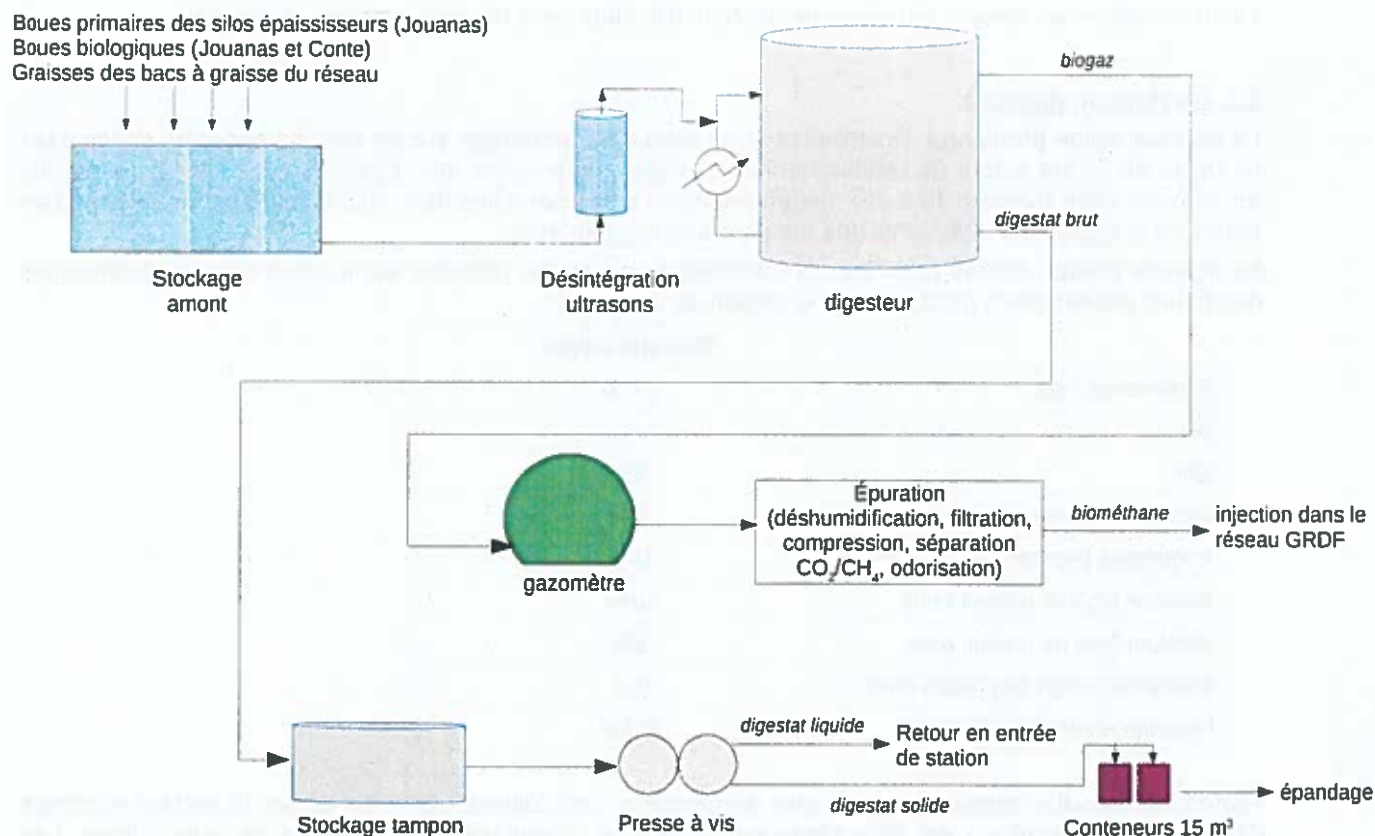 Boues primaires des silos épaississeurs (Jouanas)
Boues biologiques (Jouanas et Conte)
Graisses des bacs à graisse du réseau
biogaz
digestat brut
Stockage
amont
Désintégration
ultrasons
digesteur
Épuration
(déshumidification, filtration,
compression, séparation
CO₂/CH₄, odorisation)
biométhane
injection dans le
réseau GRDF
gazomètre
digestat liquide
Retour en entrée
de station
digestat solide
épandage
Stockage tampon
Presse à vis
Conteneurs 15 m³